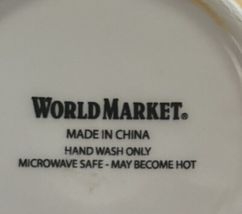 WORLD MARKET®
MADE IN CHINA
HAND WASH ONLY
MICROWAVE SAFE - MAY BECOME HOT